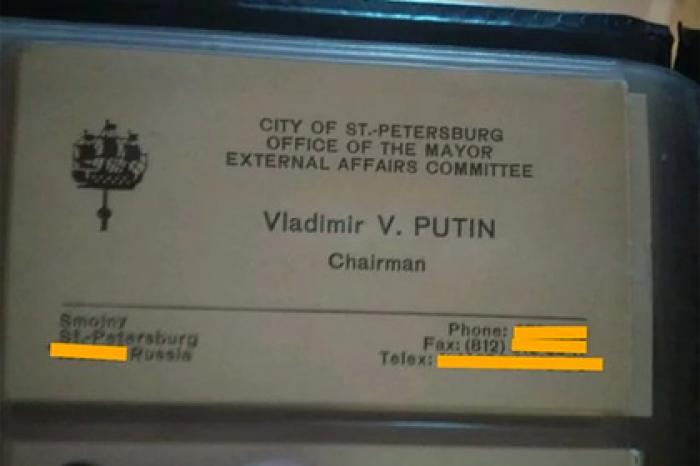 CITY OF ST.-PETERSBURG
OFFICE OF THE MAYOR
EXTERNAL AFFAIRS COMMITTEE
Vladimir V. PUTIN
Chairman
Smolny
St.-Petersburg
Russia
Phone:
Fax: (812)
Telex: